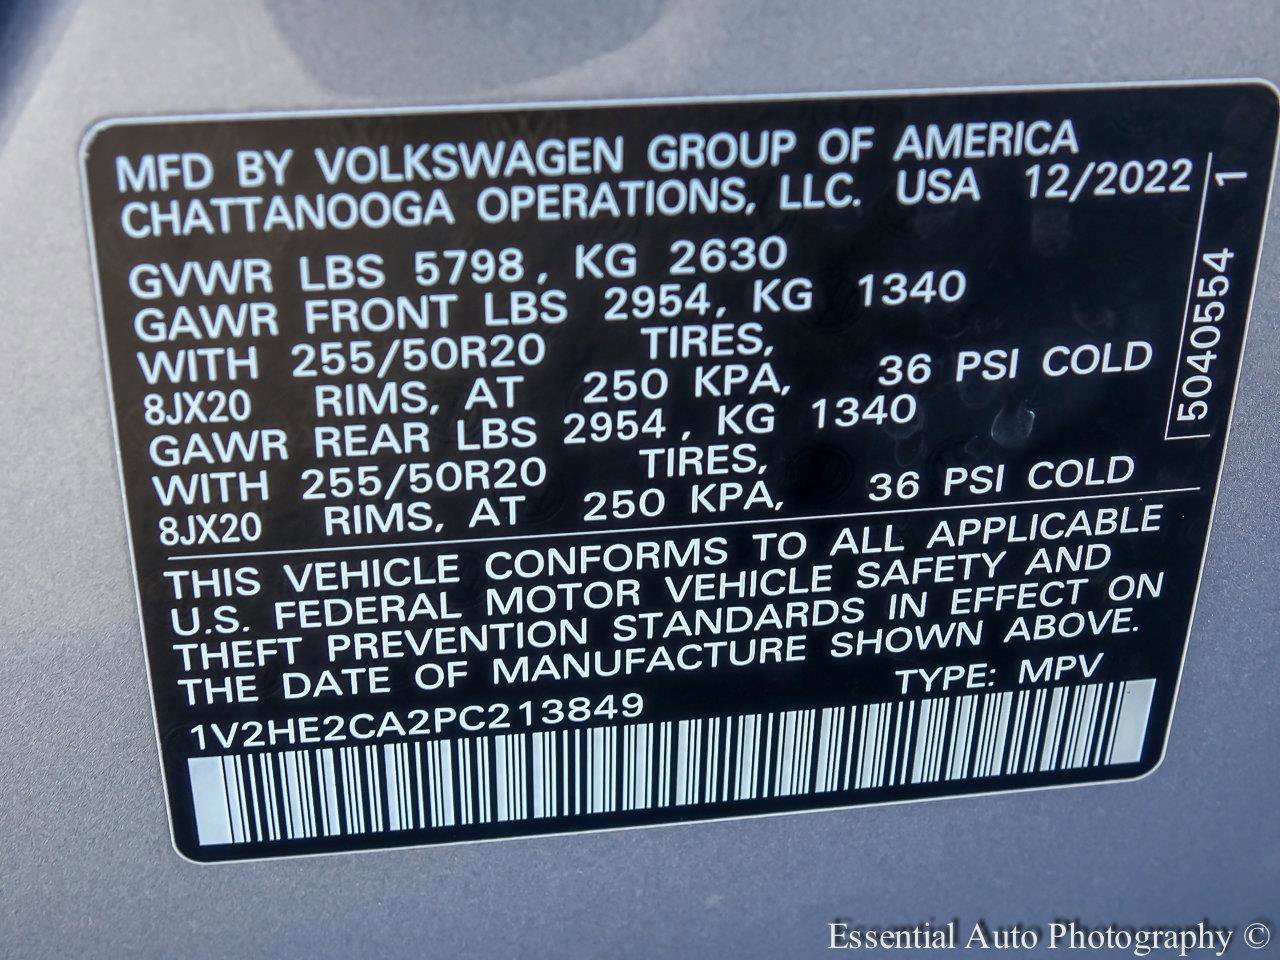 MFD BY VOLKSWAGEN GROUP OF AMERICA
CHATTANOOGA OPERATIONS, LLC. USA 12/2022
GVWR LBS 5798, KG 2630
GAWR FRONT LBS 2954, KG 1340
WITH 255/50R20 TIRES,
8JX20 RIMS, AT 250 KPA, 36 PSI COLD
GAWR REAR LBS 2954, KG 1340
WITH 255/50R20 TIRES,
8JX20 RIMS, AT 250 KPA, 36 PSI COLD
5040554 1
THIS VEHICLE CONFORMS TO ALL APPLICABLE
U.S. FEDERAL MOTOR VEHICLE SAFETY AND
THEFT PREVENTION STANDARDS IN EFFECT ON
THE DATE OF MANUFACTURE SHOWN ABOVE.
TYPE: MPV
1V2HE2CA2PC213849
Essential Auto Photography ©